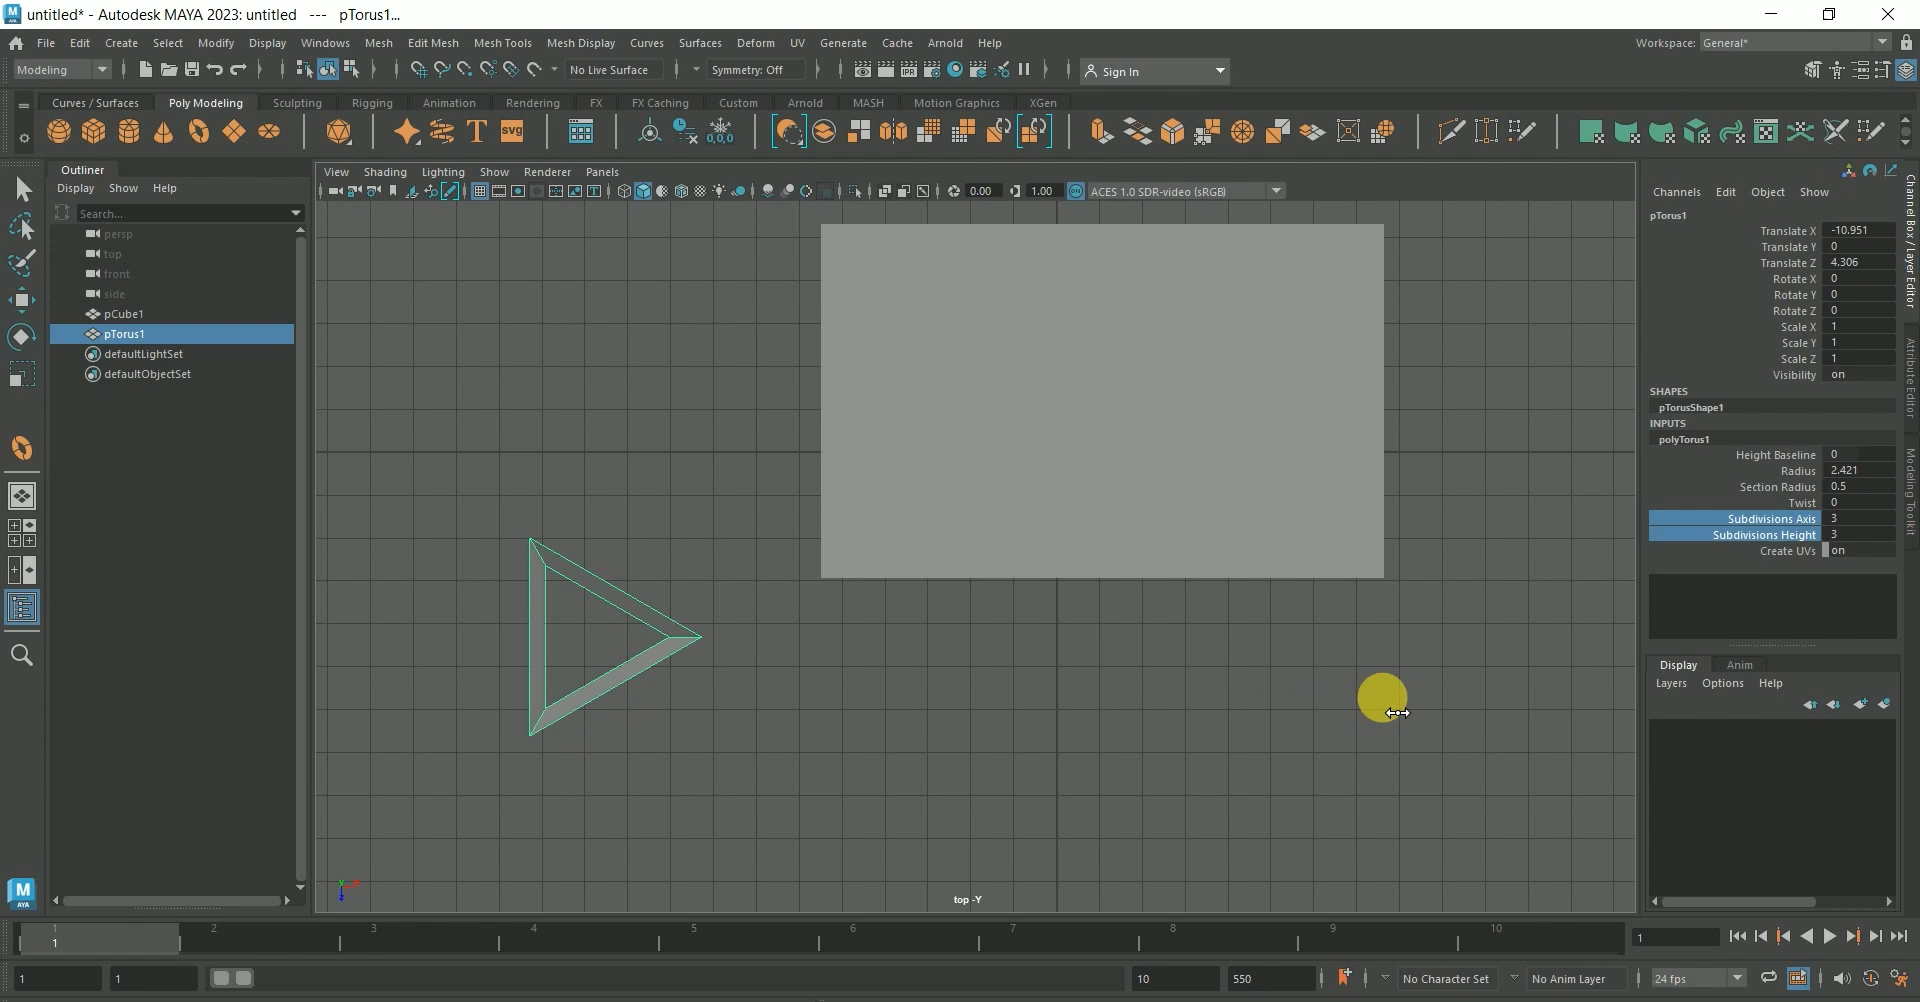 untitled* - Autodesk MAYA 2023: untitled --- pTorus1...
File Edit Create Select Modify Display Windows Mesh Edit Mesh Mesh Tools Mesh Display Curves Surfaces Deform UV Generate Cache Arnold Help
Workspace: General*
Modeling
No Live Surface
Symmetry: Off
IPR
Sign In
Curves / Surfaces Poly Modeling Sculpting Rigging Animation Rendering FX FX Caching Custom Arnold MASH Motion Graphics XGen
T
SVG
0,0,0
Outliner
Display Show Help
Search...
persp
top
front
side
pCube1
pTorus1
defaultLightSet
defaultObjectSet
View Shading Lighting Show Renderer Panels
0.00
1.00
ON
ACES 1.0 SDR-video (sRGB)
top -Y
Channels Edit Object Show
pTorus1
Translate X -10.951
Translate Y 0
Translate Z 4.306
Rotate X 0
Rotate Y 0
Rotate Z 0
Scale X 1
Scale Y 1
Scale Z 1
Visibility on
SHAPES
pTorusShape1
INPUTS
polyTorus1
Height Baseline 0
Radius 2.421
Section Radius 0.5
Twist 0
Subdivisions Axis 3
Subdivisions Height 3
Create UVs on
Display Anim
Layers Options Help
Channel Box / Layer Editor
Attribute Editor
Modeling Toolkit
M
AYA
1 2 3 4 5 6 7 8 9 10
1
1
1
1
10
550
No Character Set
No Anim Layer
24 fps